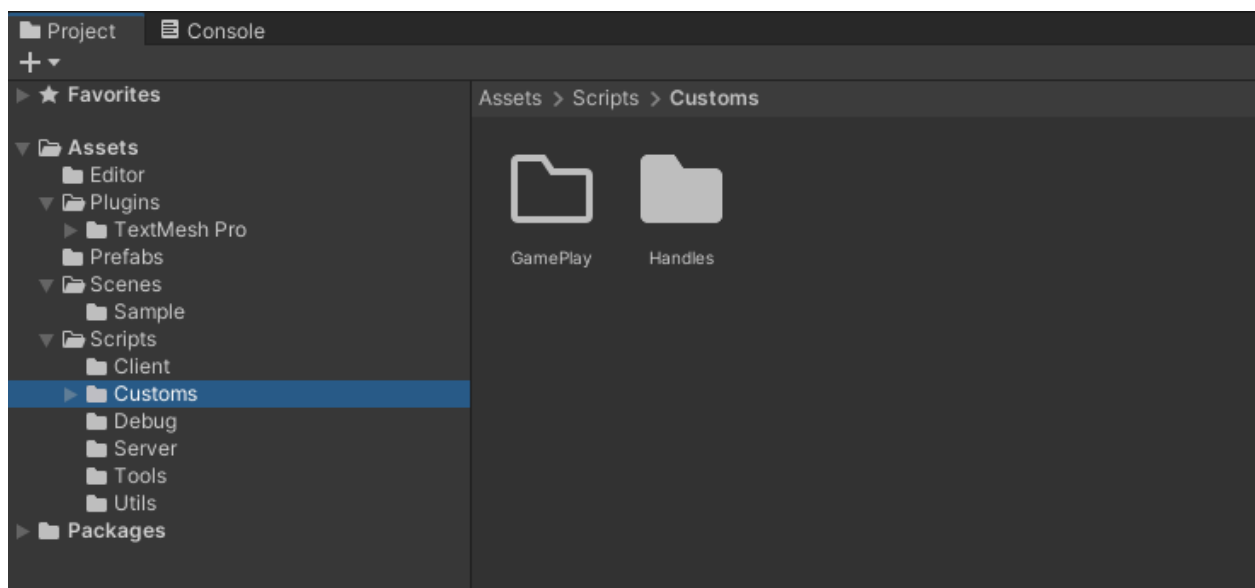 Project Console
Favorites
Assets
Editor
Plugins
TextMesh Pro
Prefabs
Scenes
Sample
Scripts
Client
Customs
Debug
Server
Tools
Utils
Packages
Assets > Scripts > Customs
GamePlay Handles